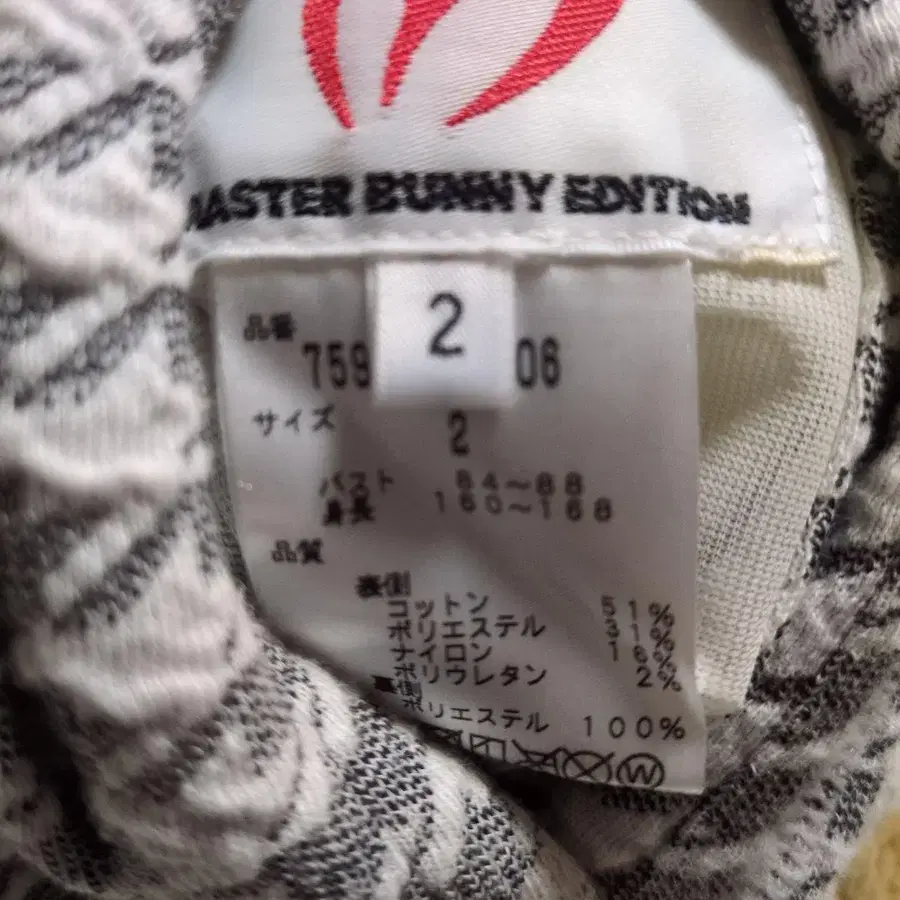 MASTER BUNNY EDITION
2
品番
759 06
サイズ 2
バスト 84～88
身長 160～168
品質
表側
コットン 51%
ポリエステル 31%
ナイロン 16%
ポリウレタン 2%
裏側
ポリエステル 100%
W